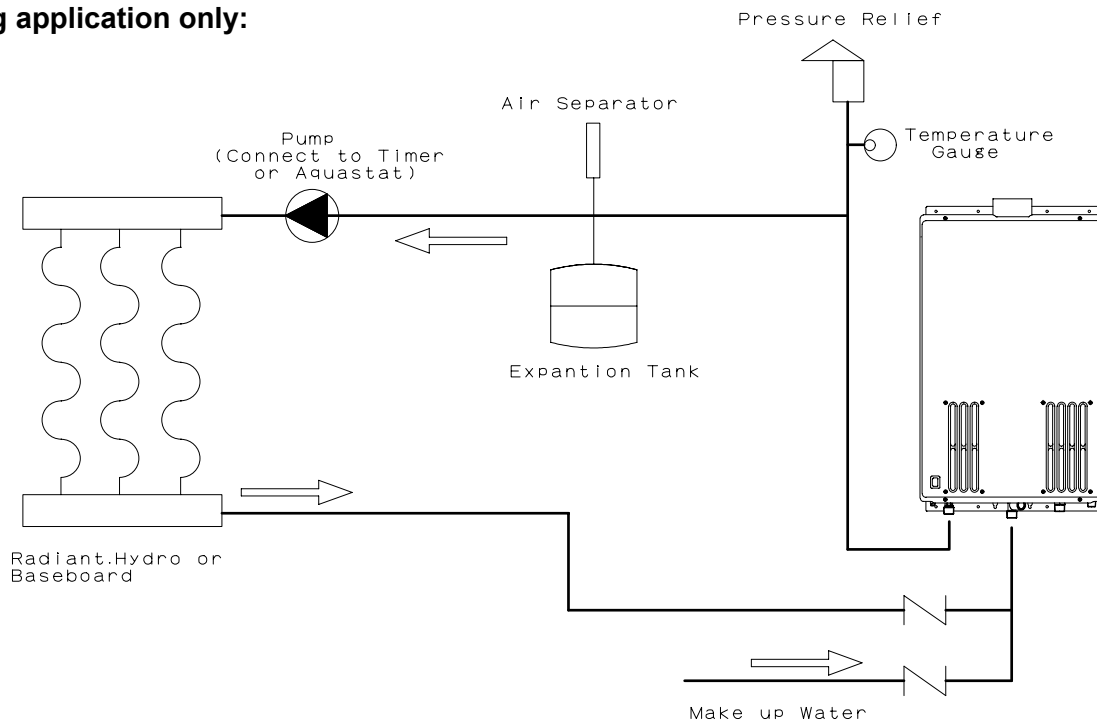 g application only:
Pressure Relief
Air Separator
Temperature
Gauge
Pump
(Connect to Timer
or Aquastat)
Expantion Tank
Radiant.Hydro or
Baseboard
Make up Water